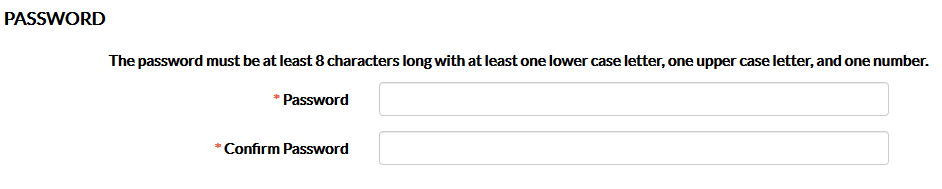 PASSWORD
The password must be at least 8 characters long with at least one lower case letter, one upper case letter, and one number.
* Password
* Confirm Password